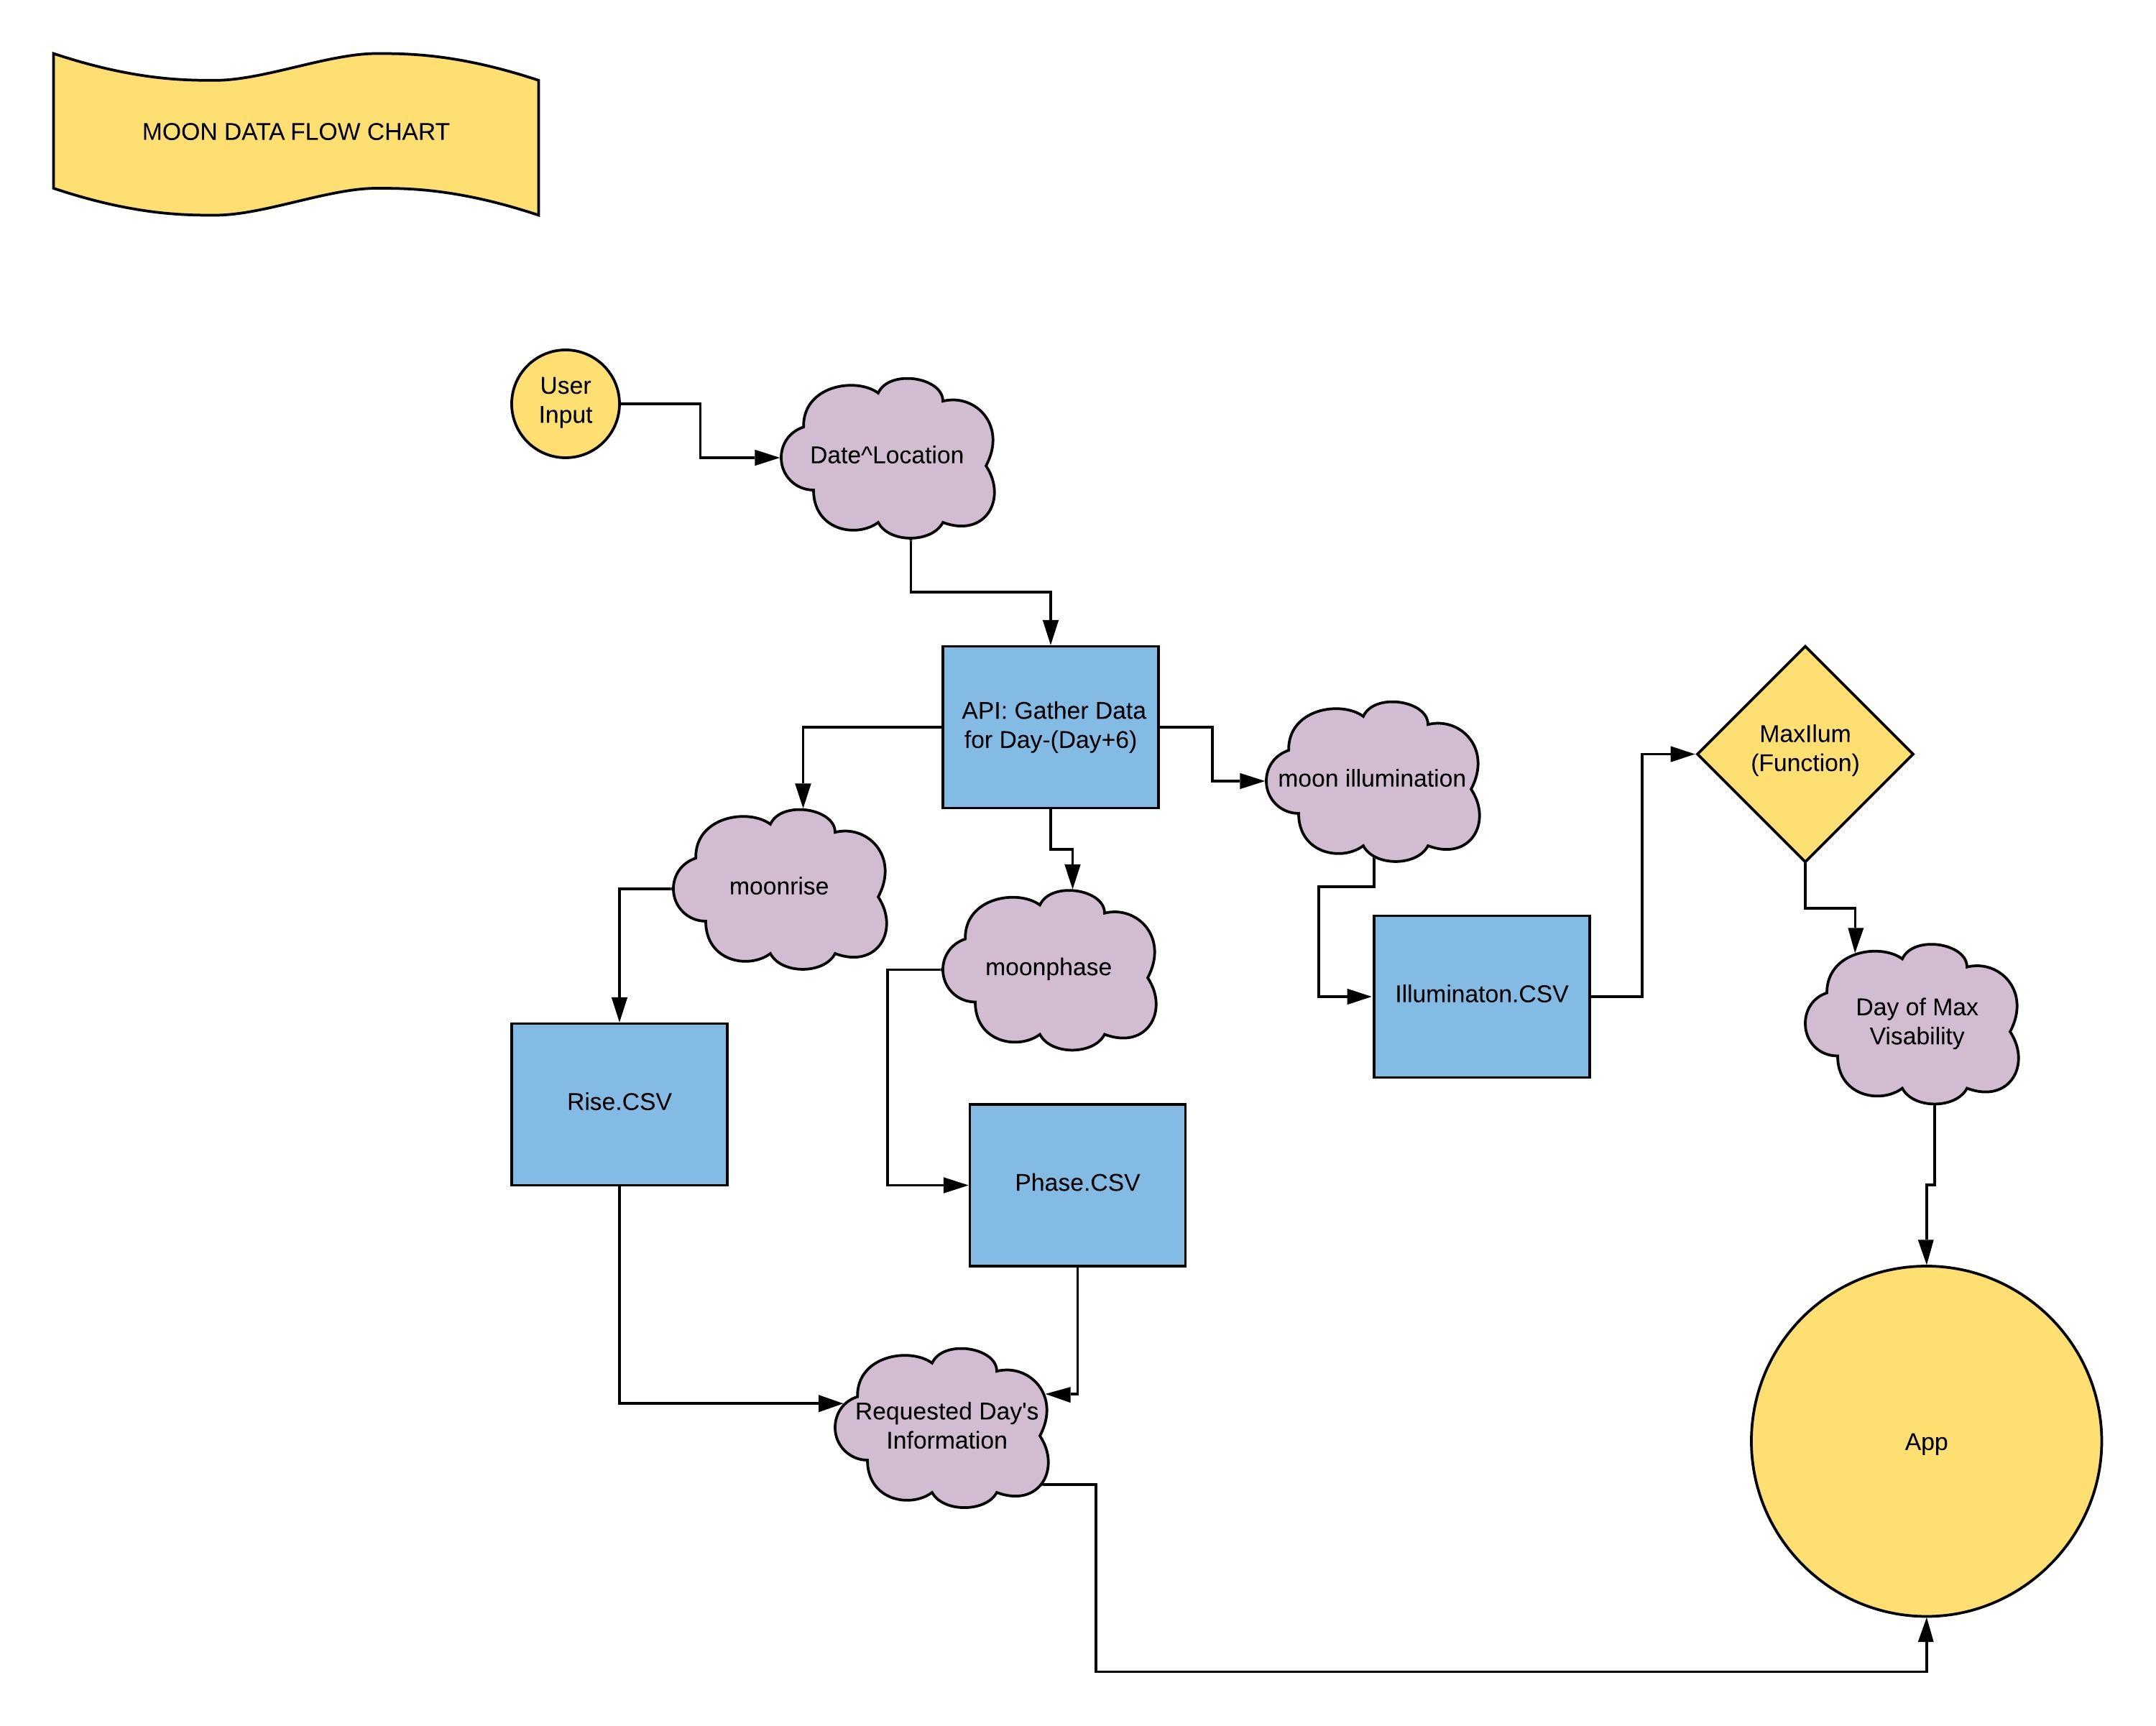 MOON DATA FLOW CHART
User
Input
Date^Location
API: Gather Data
for Day-(Day+6)
moon illumination
MaxIlum
(Function)
moonrise
moonphase
Illuminaton.CSV
Day of Max
Visability
Rise.CSV
Phase.CSV
Requested Day's
Information
App